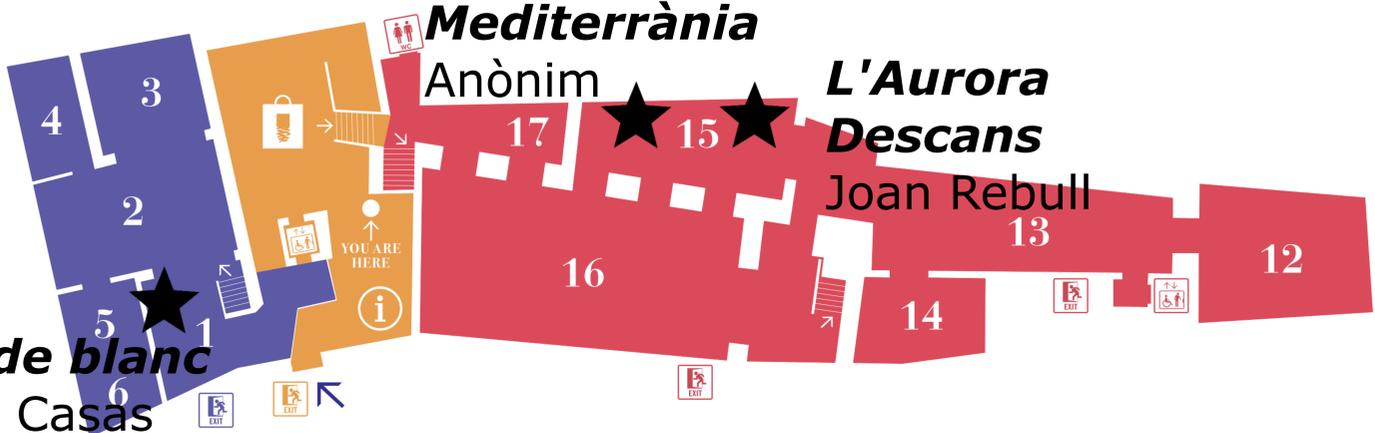 Mediterrània
Anònim
L'Aurora
Descans
Joan Rebull
WC
4
3
17
15
2
YOU ARE
HERE
13
16
12
5
1
14
i
EXIT
de blanc
6
Casas
EXIT
EXIT
EXIT